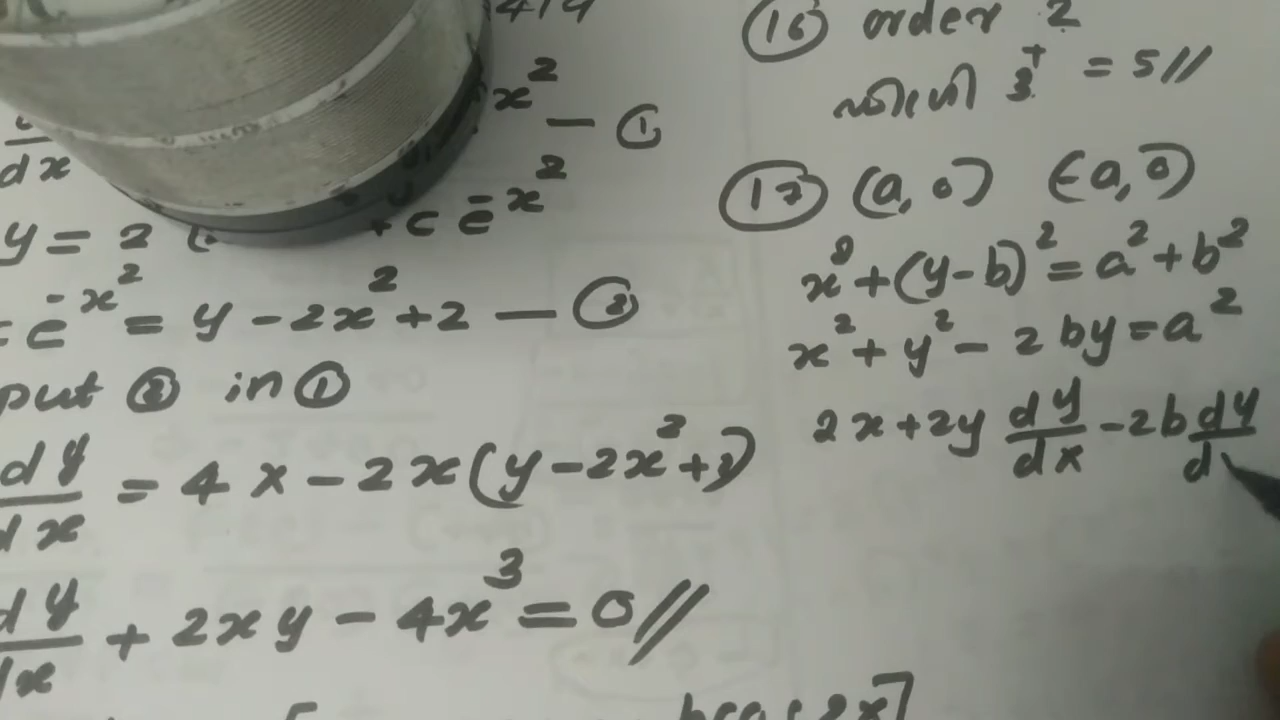 dx
x² — ①
y = 2 + c e^-x²
= e^-x² = y - 2x² + 2 — ②
put ② in ①
dy/dx = 4x - 2x(y - 2x² + 2)
dy/dx + 2xy - 4x³ = 0//
⑯ order 2
3 + = 5//
⑰ (a, 0) (-a, 0)
x² + (y-b)² = a² + b²
x² + y² - 2by = a²
2x + 2y dy/dx - 2b dy/d